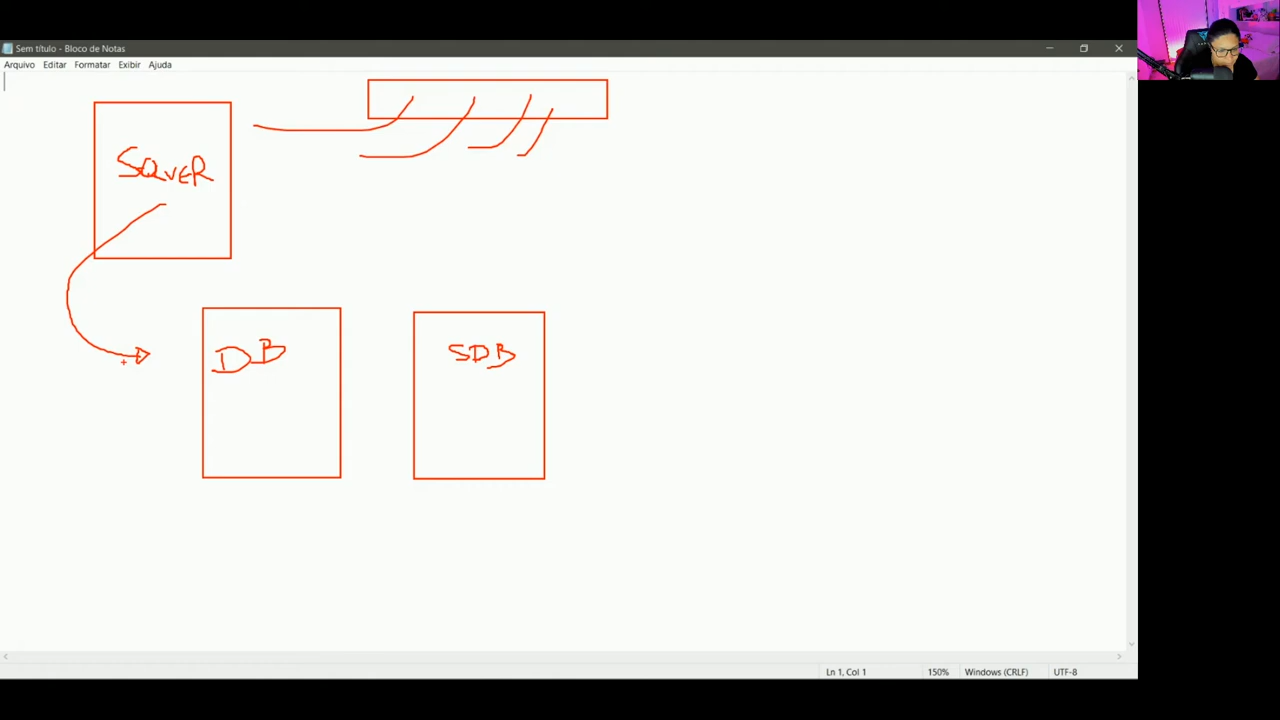 Sem título - Bloco de Notas
Arquivo Editar Formatar Exibir Ajuda
SQVER
DB
SDB
Ln 1, Col 1 150% Windows (CRLF) UTF-8